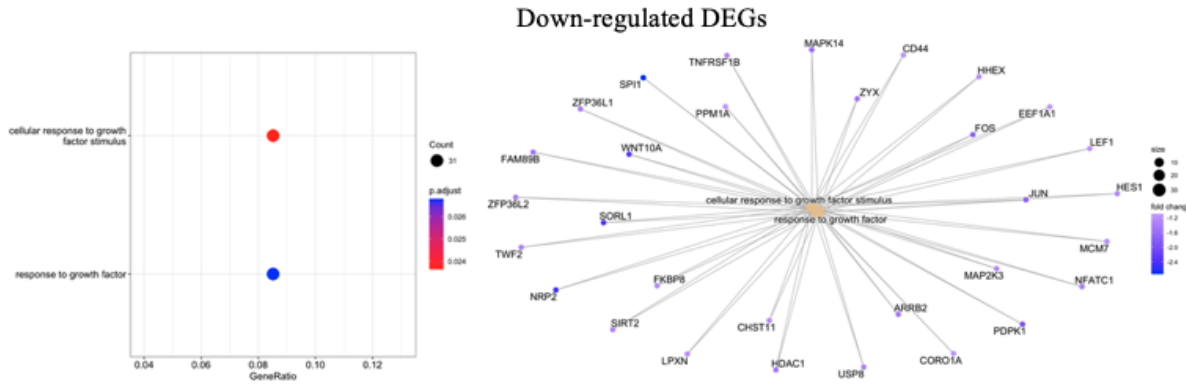 Down-regulated DEGs
cellular response to growth
factor stimulus
response to growth factor
0.04
0.06
0.08
0.10
0.12
GeneRatio
Count
31
p.adjust
0.026
0.025
0.024
MAPK14
CD44
TNFRSF1B
HHEX
SPI1
ZYX
ZFP36L1
PPM1A
EEF1A1
FOS
LEF1
WNT10A
FAM89B
HES1
JUN
cellular response to growth factor stimulus
ZFP36L2
SORL1
response to growth factor
MCM7
TWF2
MAP2K3
NFATC1
FKBP8
NRP2
ARRB2
SIRT2
CHST11
PDPK1
LPXN
HDAC1
CORO1A
USP8
size
10
20
30
fold change
-1.2
-1.6
-2.0
-2.4